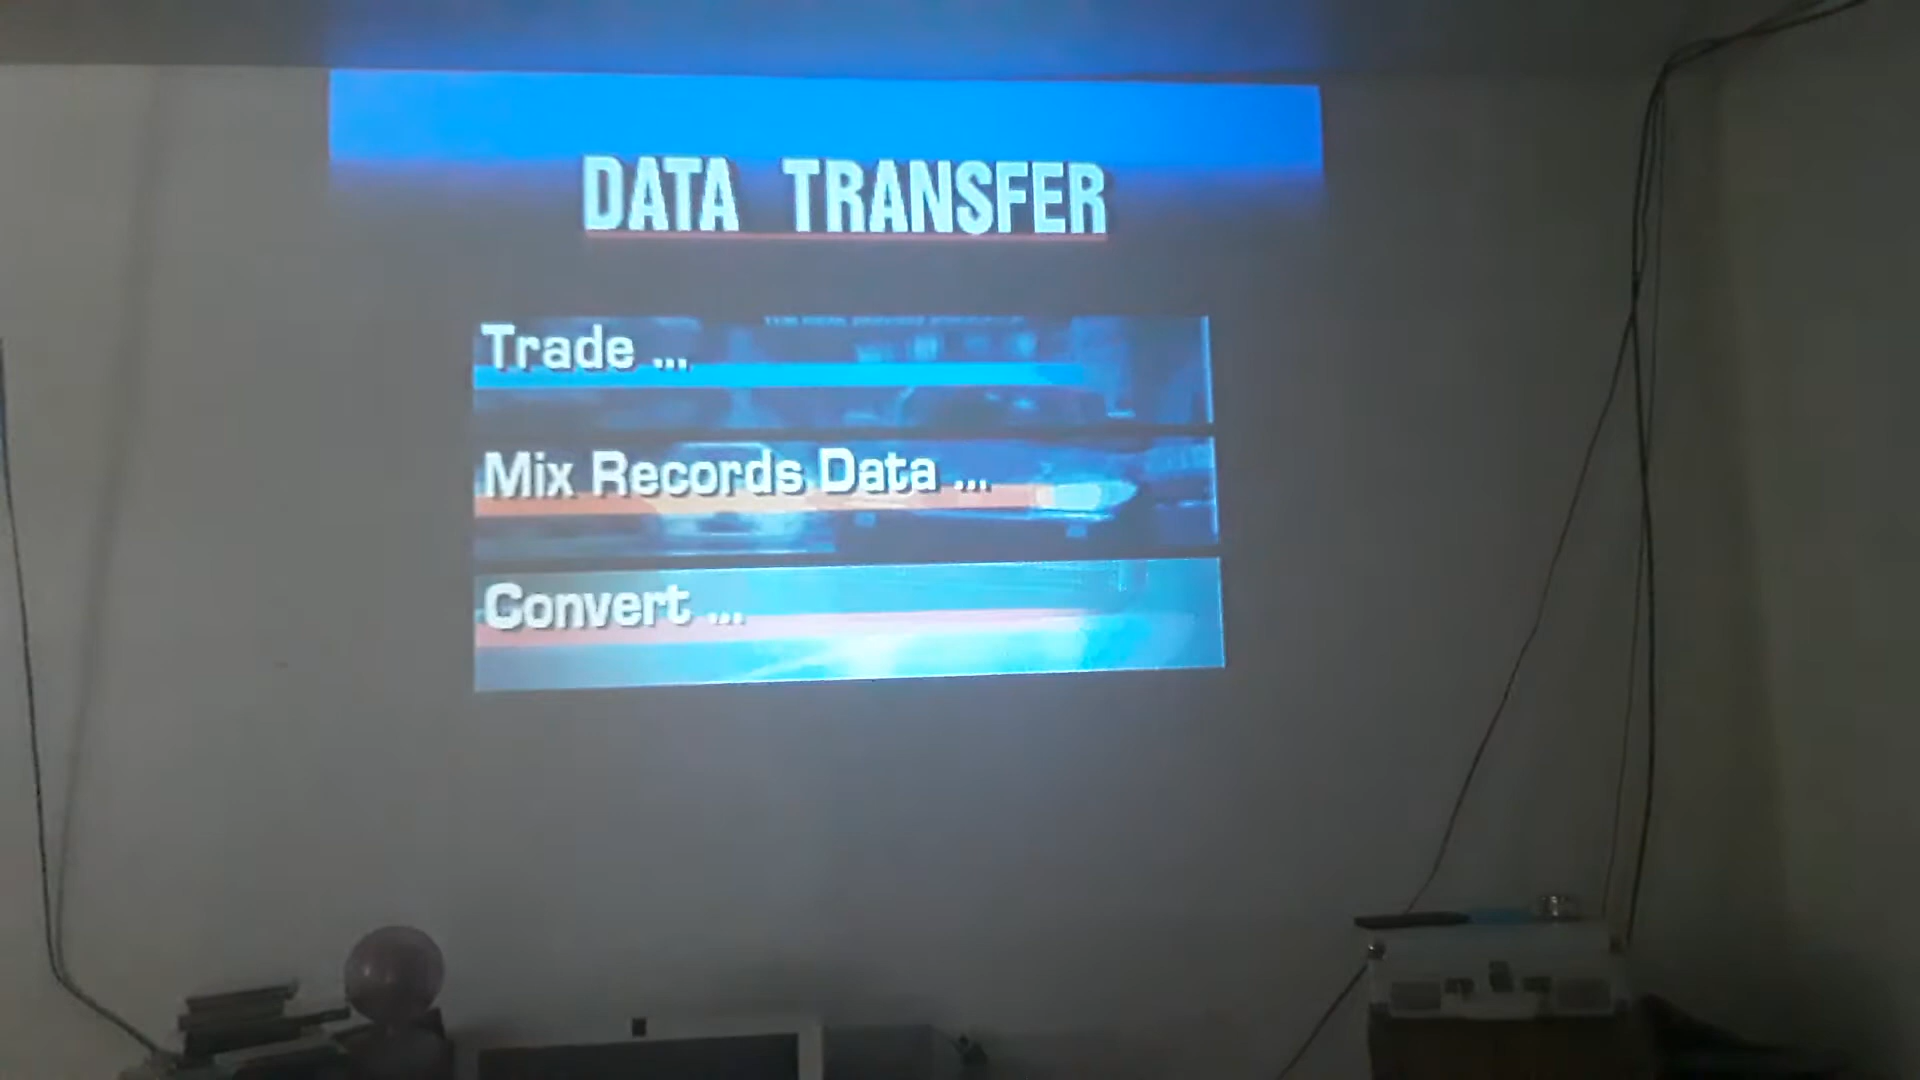 DATA TRANSFER
Trade ...
Mix Records Data ...
Convert ...